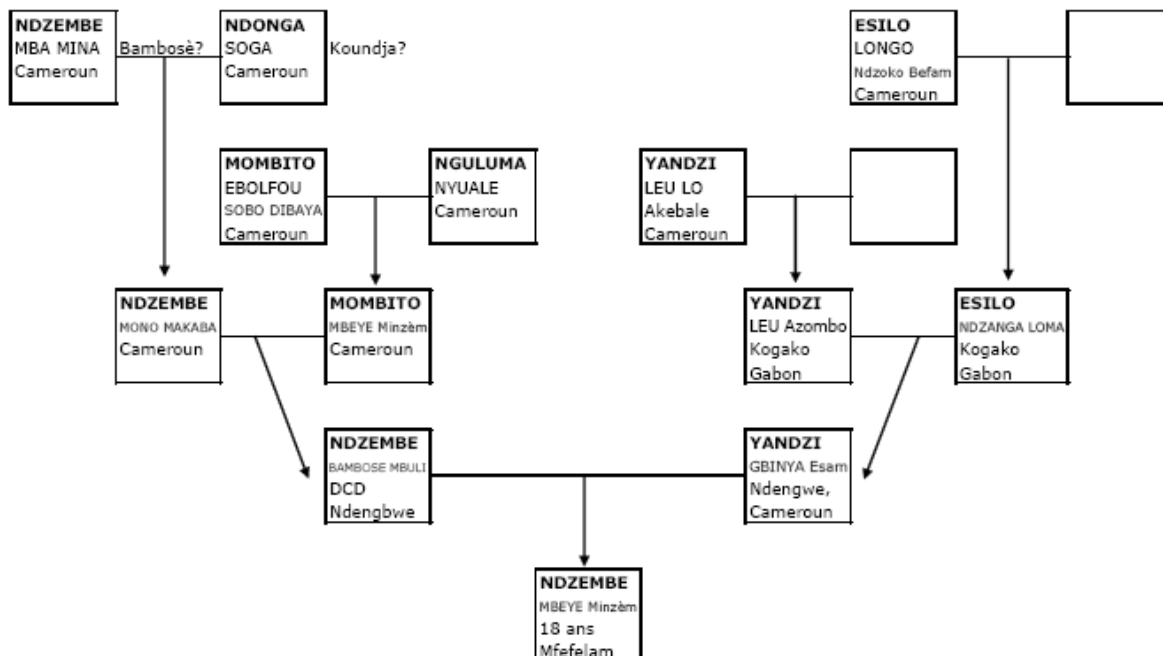 NDZEMBE
MBA MINA
Cameroun
Bambosè?
NDONGA
SOGA
Cameroun
Koundja?
ESILO
LONGO
Ndzoko Befam
Cameroun
MOMBITO
EBOLFOU
SOBO DIBAYA
Cameroun
NGULUMA
NYUALE
Cameroun
YANDZI
LEU LO
Akebale
Cameroun
NDZEMBE
MONO MAKABA
Cameroun
MOMBITO
MBEYE Minzèm
Cameroun
YANDZI
LEU Azombo
Kogako
Gabon
ESILO
NDZANGA LOMA
Kogako
Gabon
NDZEMBE
BAMBOSE MBULI
DCD
Ndengbwe
YANDZI
GBINYA Esam
Ndengwe,
Cameroun
NDZEMBE
MBEYE Minzèm
18 ans
Mfefelam